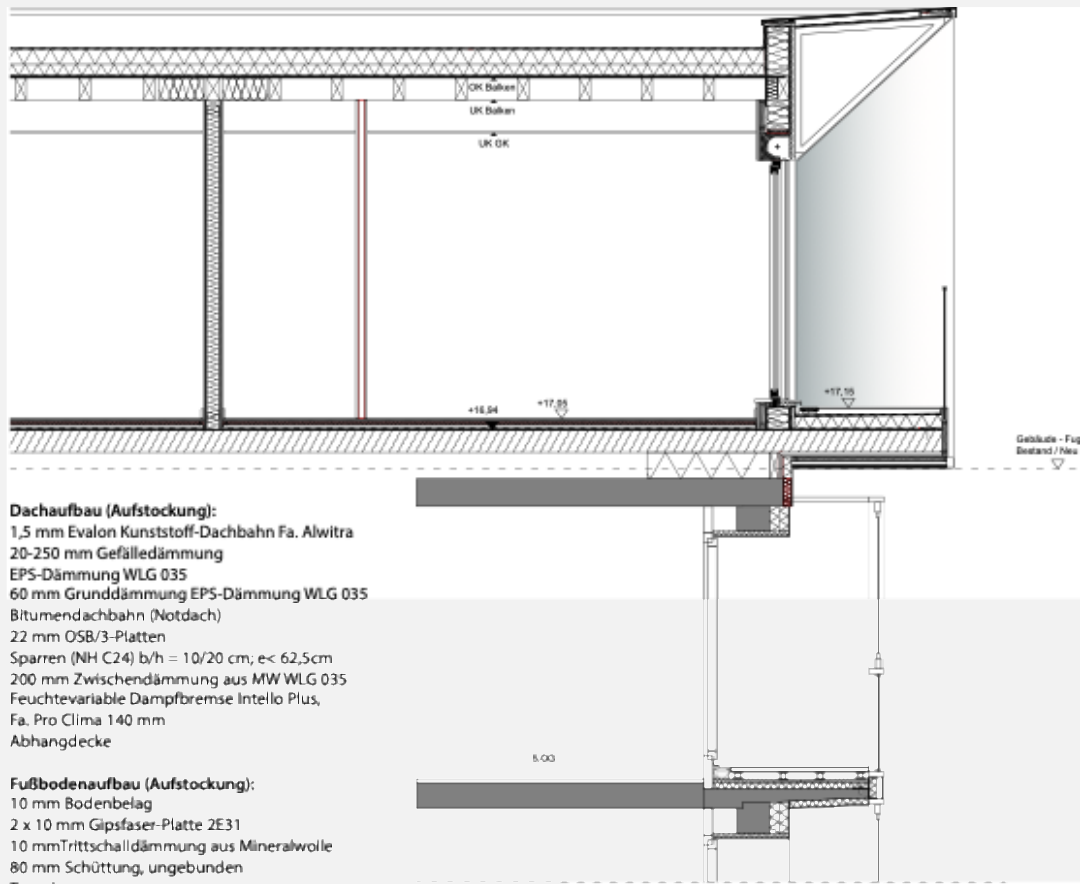 OK Balken
UK Balken
UK GK
+16,94
+17,05
+17,15
Gebäude - Fug
Bestand / Neu
Dachaufbau (Aufstockung):
1,5 mm Evalon Kunststoff-Dachbahn Fa. Alwitra
20-250 mm Gefälledämmung
EPS-Dämmung WLG 035
60 mm Grunddämmung EPS-Dämmung WLG 035
Bitumendachbahn (Notdach)
22 mm OSB/3-Platten
Sparren (NH C24) b/h = 10/20 cm; e< 62,5cm
200 mm Zwischendämmung aus MW WLG 035
Feuchtevariable Dampfbremse Intello Plus,
Fa. Pro Clima 140 mm
Abhangdecke
5.OG
Fußbodenaufbau (Aufstockung):
10 mm Bodenbelag
2 x 10 mm Gipsfaser-Platte 2E31
10 mmTrittschalldämmung aus Mineralwolle
80 mm Schüttung, ungebunden